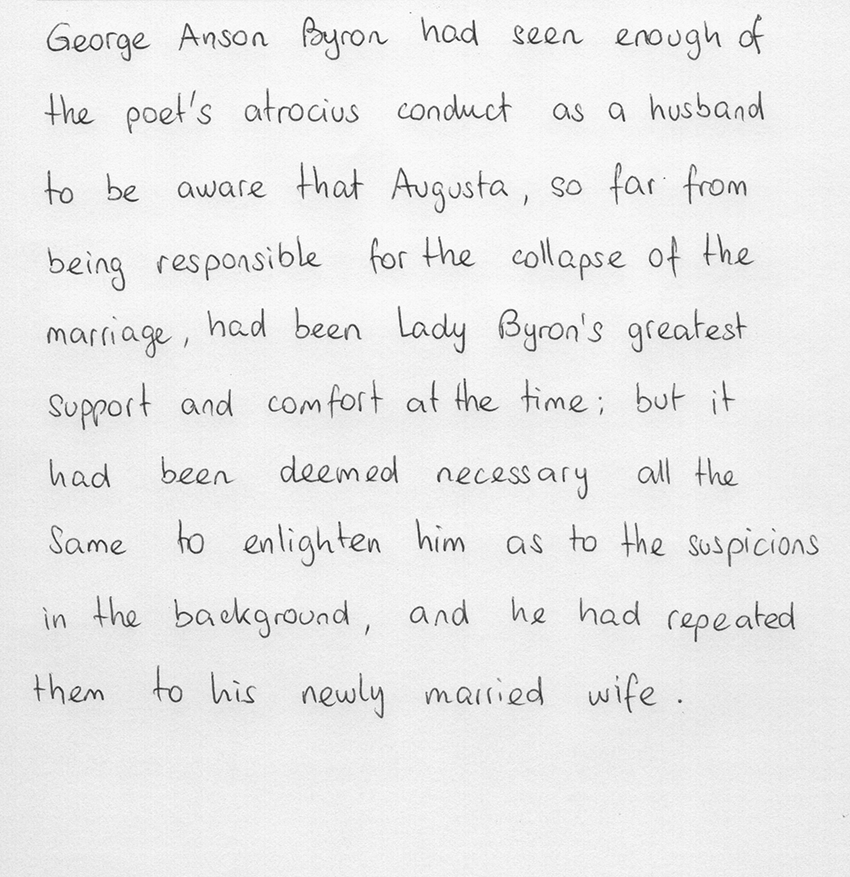 George Anson Byron had seen enough of
the poet's atrocius conduct as a husband
to be aware that Augusta, so far from
being responsible for the collapse of the
marriage, had been Lady Byron's greatest
support and comfort at the time; but it
had been deemed necessary all the
Same to enlighten him as to the suspicions
in the background, and he had repeated
them to his newly married wife.